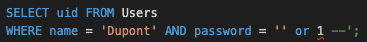 SELECT uid FROM Users
WHERE name = 'Dupont' AND password = '' or 1 --';